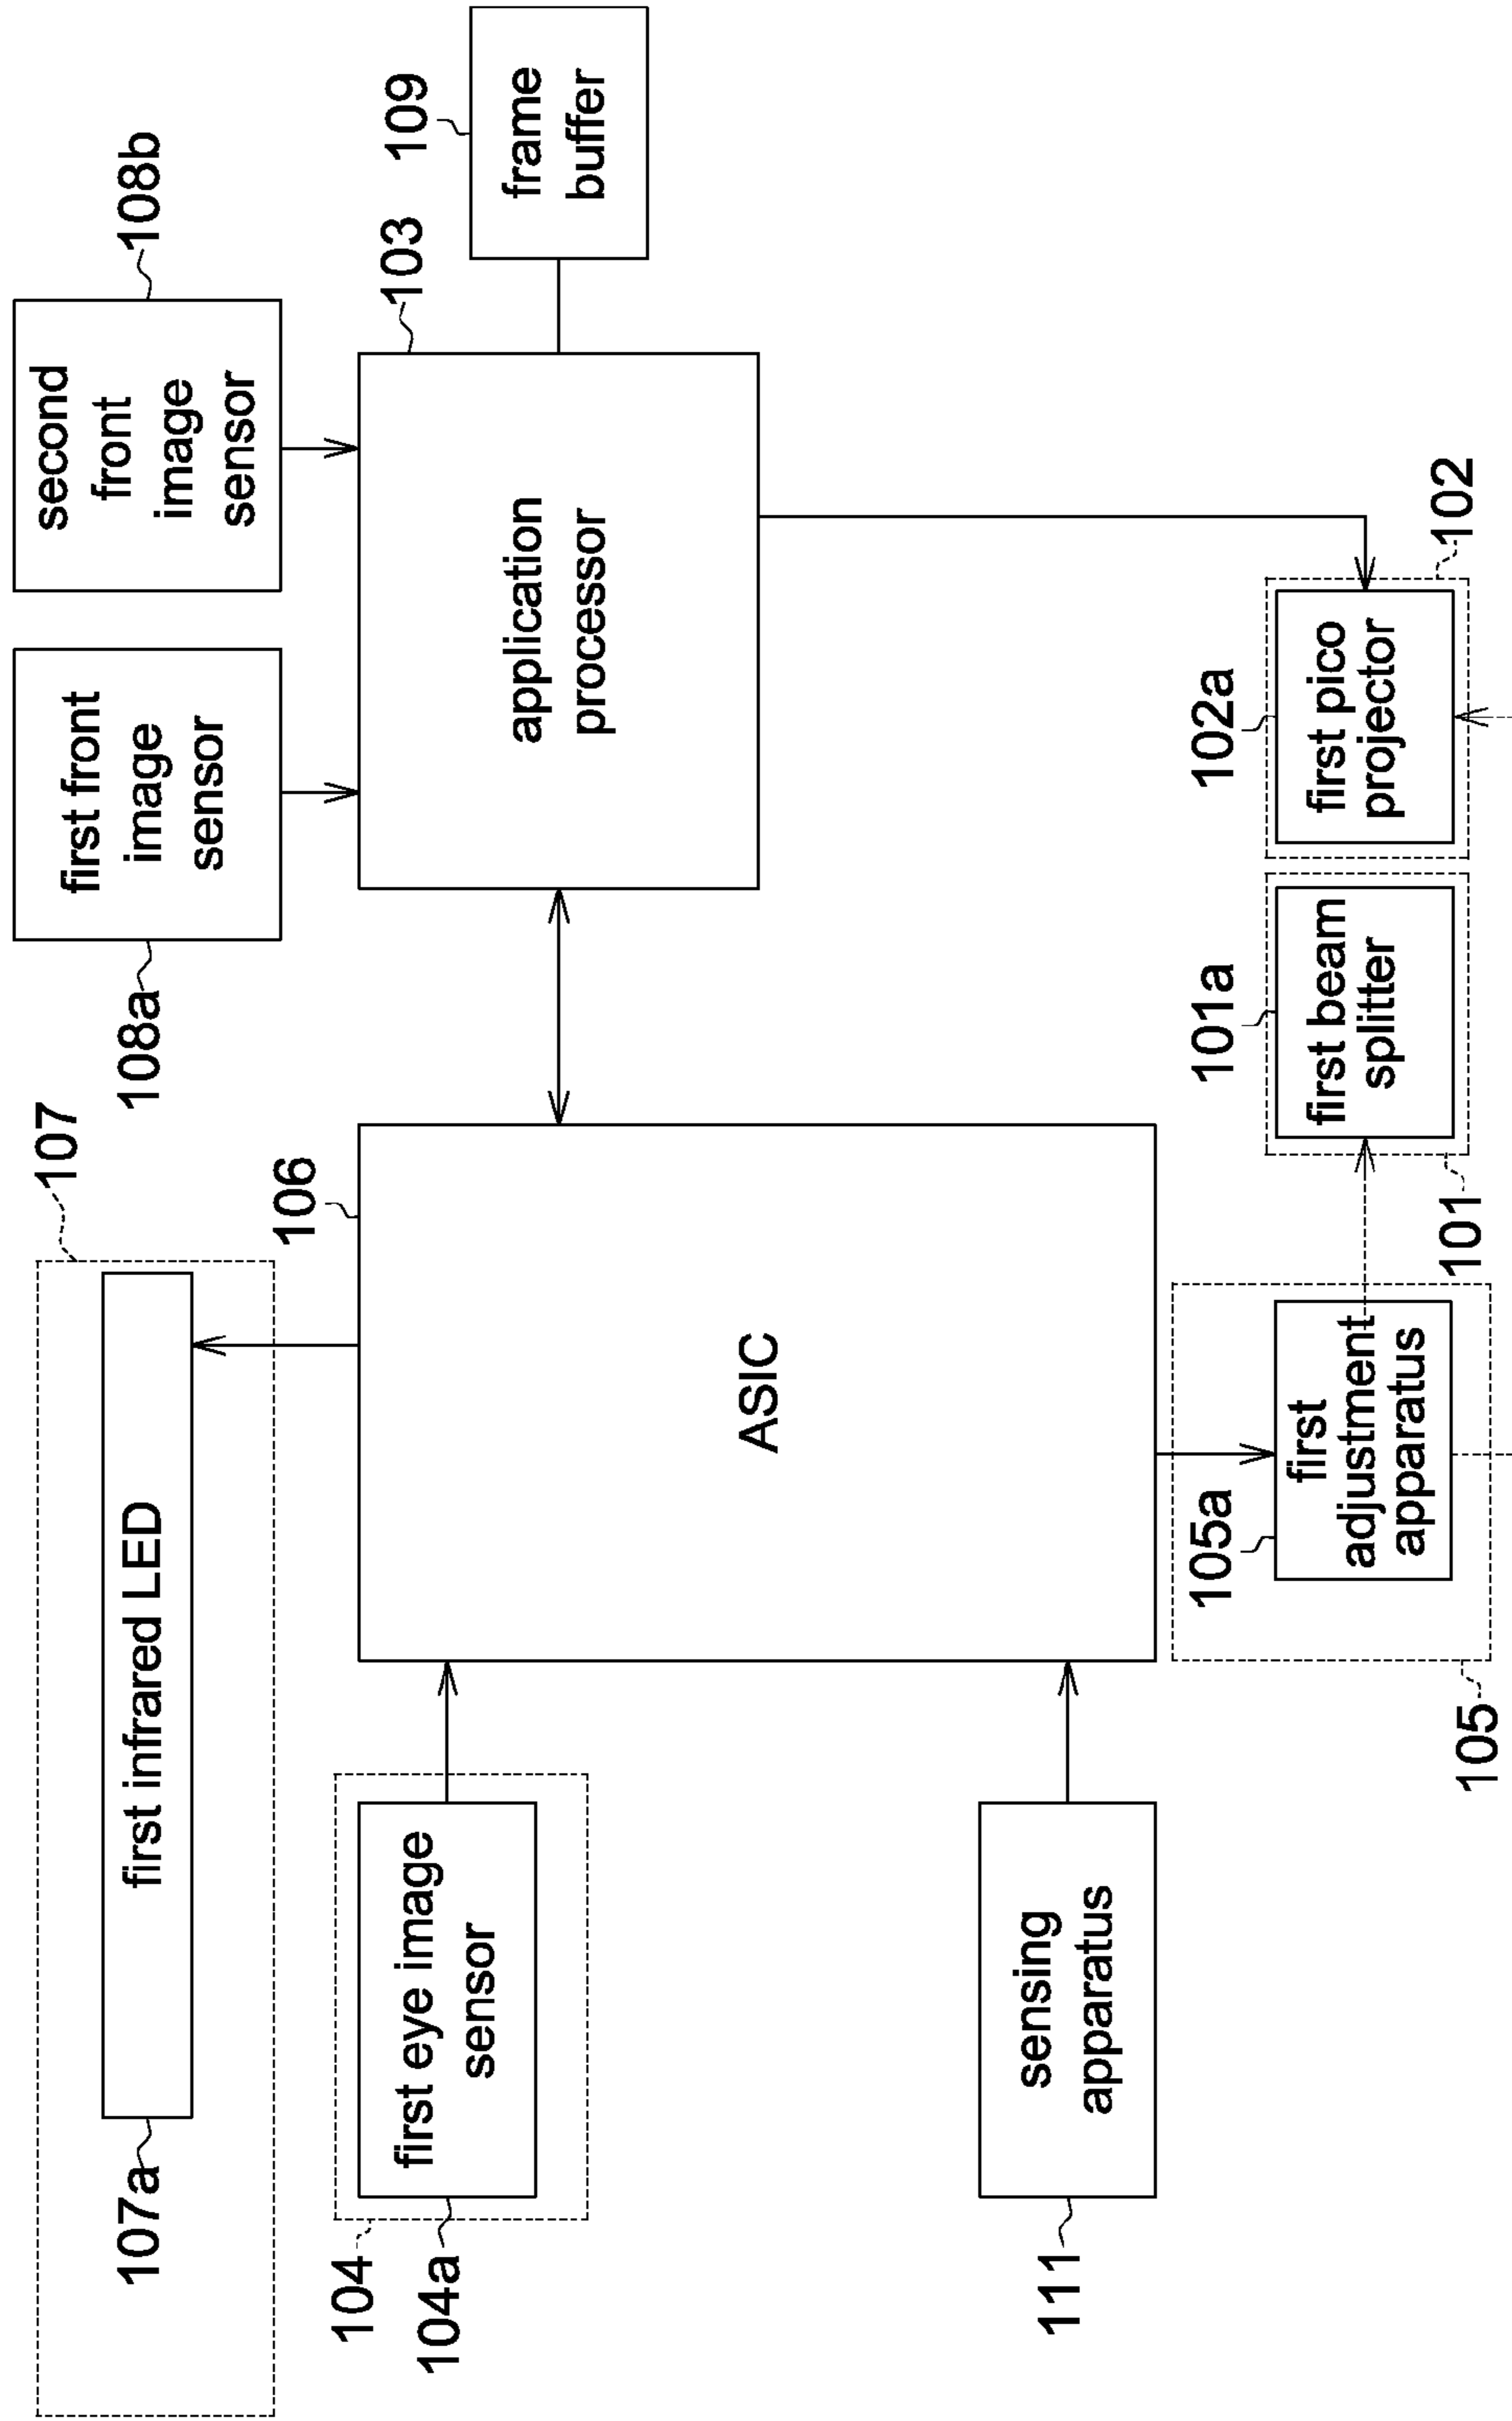 107
107a
first infrared LED
108a
first front
image
sensor
108b
second
front
image
sensor
104
104a
first eye image
sensor
106
ASIC
103
application
processor
109
frame
buffer
111
sensing
apparatus
105
105a
first
adjustment
apparatus
101
101a
first beam
splitter
102
102a
first pico
projector